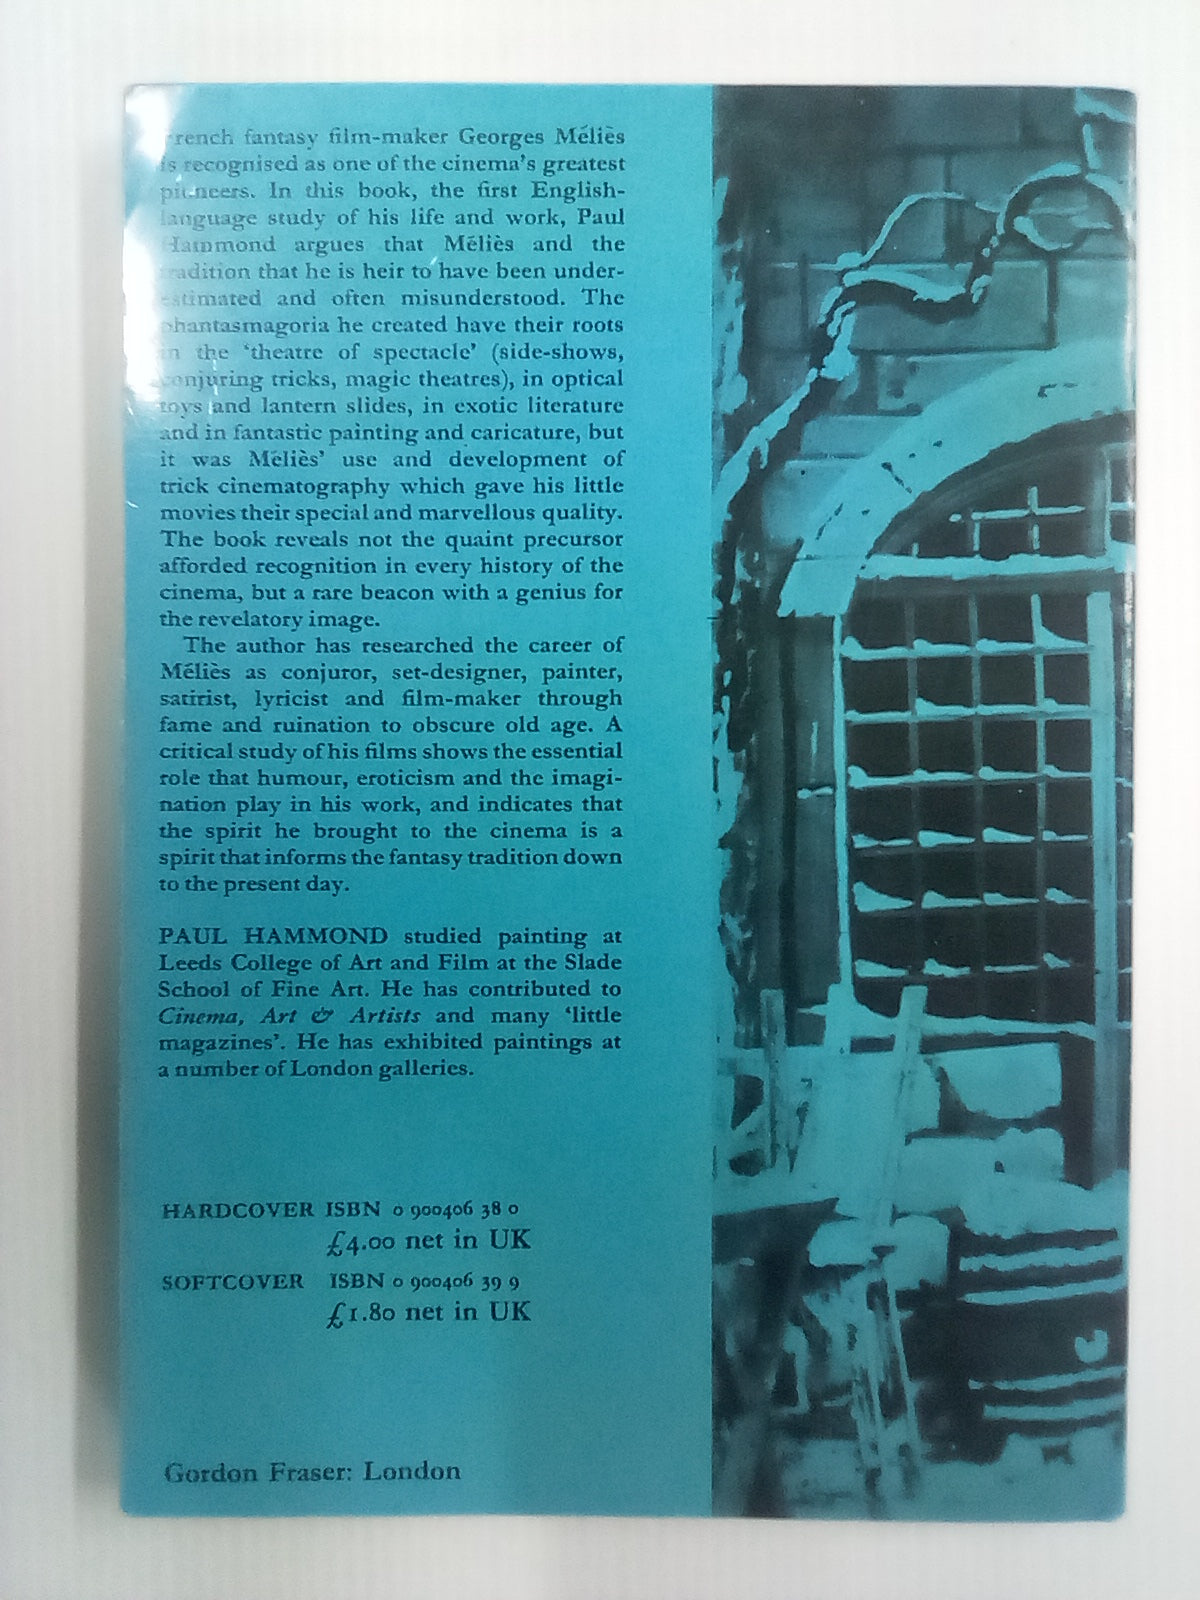 French fantasy film-maker Georges Méliès
is recognised as one of the cinema's greatest
pioneers. In this book, the first English-
language study of his life and work, Paul
Hammond argues that Méliès and the
tradition that he is heir to have been under-
estimated and often misunderstood. The
phantasmagoria he created have their roots
in the 'theatre of spectacle' (side-shows,
conjuring tricks, magic theatres), in optical
toys and lantern slides, in exotic literature
and in fantastic painting and caricature, but
it was Méliès' use and development of
trick cinematography which gave his little
movies their special and marvellous quality.
The book reveals not the quaint precursor
afforded recognition in every history of the
cinema, but a rare beacon with a genius for
the revelatory image.
The author has researched the career of
Méliès as conjuror, set-designer, painter,
satirist, lyricist and film-maker through
fame and ruination to obscure old age. A
critical study of his films shows the essential
role that humour, eroticism and the imagi-
nation play in his work, and indicates that
the spirit he brought to the cinema is a
spirit that informs the fantasy tradition down
to the present day.
PAUL HAMMOND studied painting at
Leeds College of Art and Film at the Slade
School of Fine Art. He has contributed to
Cinema, Art & Artists and many 'little
magazines'. He has exhibited paintings at
a number of London galleries.
HARDCOVER ISBN 0 900406 38 0
£4.00 net in UK
SOFTCOVER ISBN 0 900406 39 9
£1.80 net in UK
Gordon Fraser: London